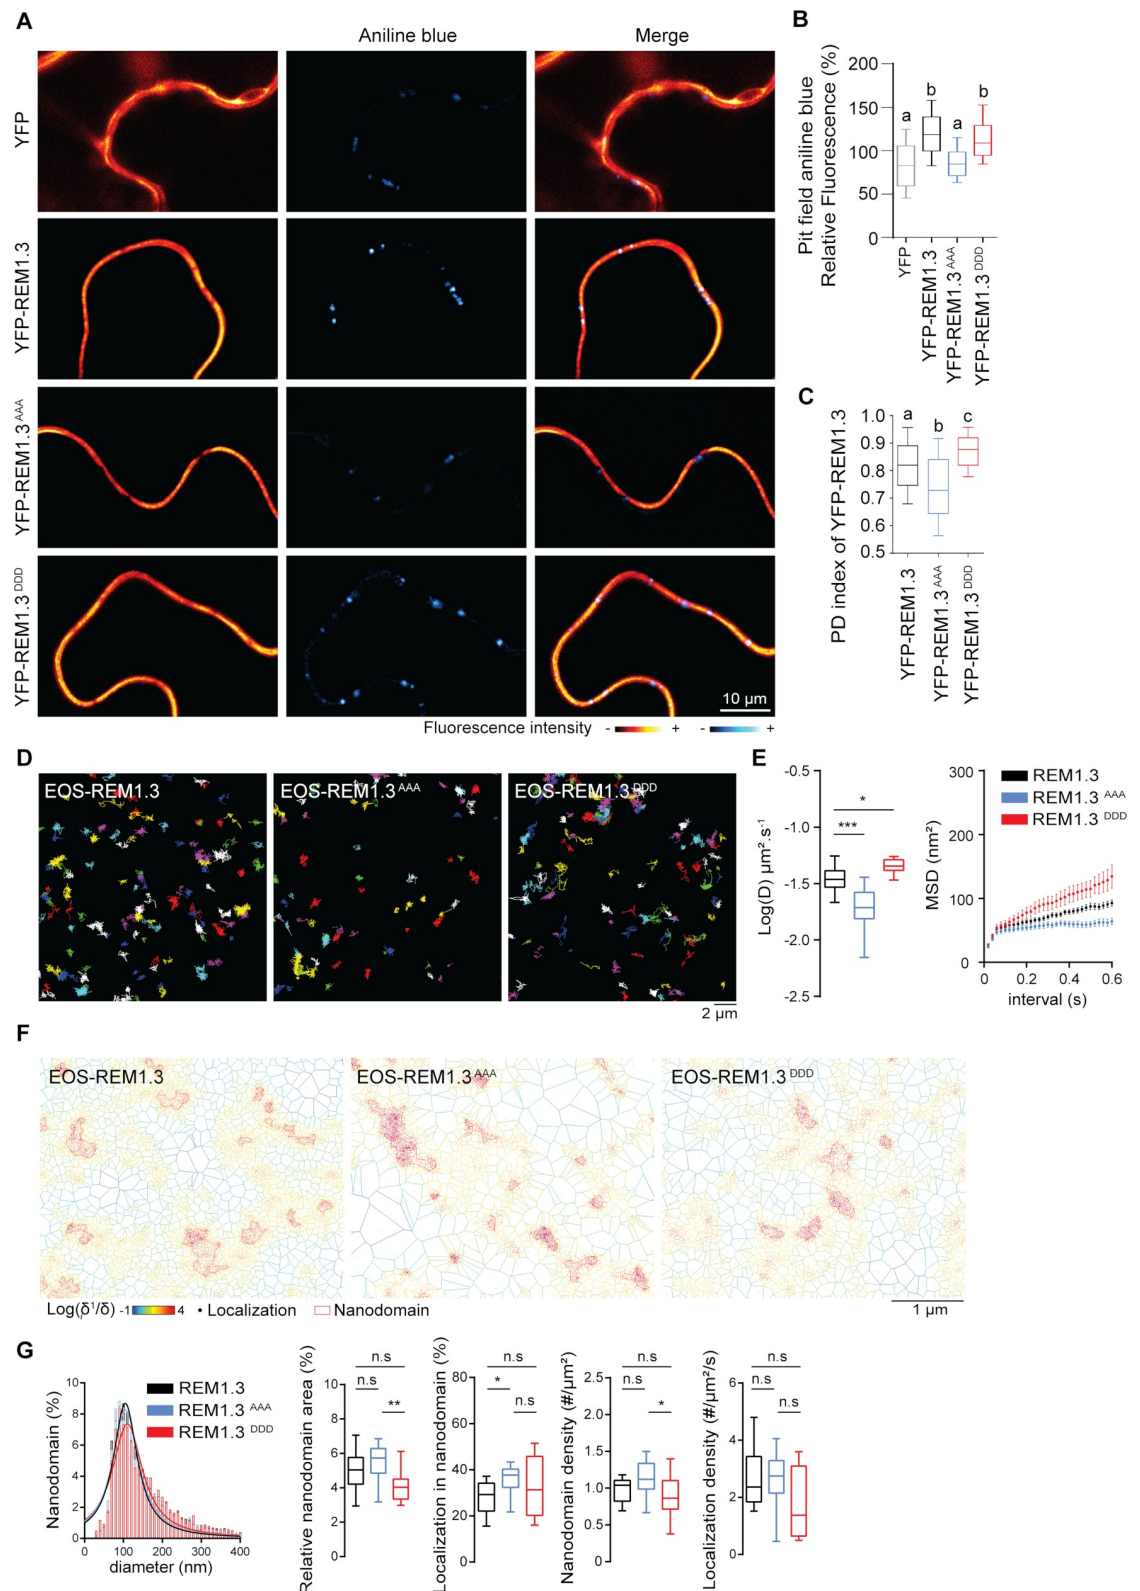 A
Aniline blue
Merge
YFP
YFP-REM1.3
YFP-REM1.3 AAA
YFP-REM1.3 DDD
10 µm
Fluorescence intensity - + - +
B
Pit field aniline blue
Relative Fluorescence (%)
200
150
100
50
0
a
b
a
b
YFP
YFP-REM1.3
YFP-REM1.3 AAA
YFP-REM1.3 DDD
C
PD index of YFP-REM1.3
1.0
0.9
0.8
0.7
0.6
0.5
a
b
c
YFP-REM1.3
YFP-REM1.3 AAA
YFP-REM1.3 DDD
D
EOS-REM1.3
EOS-REM1.3 AAA
EOS-REM1.3 DDD
2 µm
E
Log(D) µm².s⁻¹
-0.5
-1.0
-1.5
-2.0
-2.5
*
***
MSD (nm²)
300
200
100
0
REM1.3
REM1.3 AAA
REM1.3 DDD
0 0.2 0.4 0.6
interval (s)
F
EOS-REM1.3
EOS-REM1.3 AAA
EOS-REM1.3 DDD
Log(δ¹/δ) -1 4 • Localization Nanodomain
1 µm
G
Nanodomain (%)
10
8
6
4
2
0
REM1.3
REM1.3 AAA
REM1.3 DDD
0 100 200 300 400
diameter (nm)
Relative nanodomain area (%)
10
8
6
4
2
0
n.s
n.s
**
Localization in nanodomain (%)
80
60
40
20
0
n.s
*
n.s
Nanodomain density (#/µm²)
2.5
2.0
1.5
1.0
0.5
0
n.s
n.s
*
Localization density (#/µm²/s)
6
4
2
0
n.s
n.s
n.s